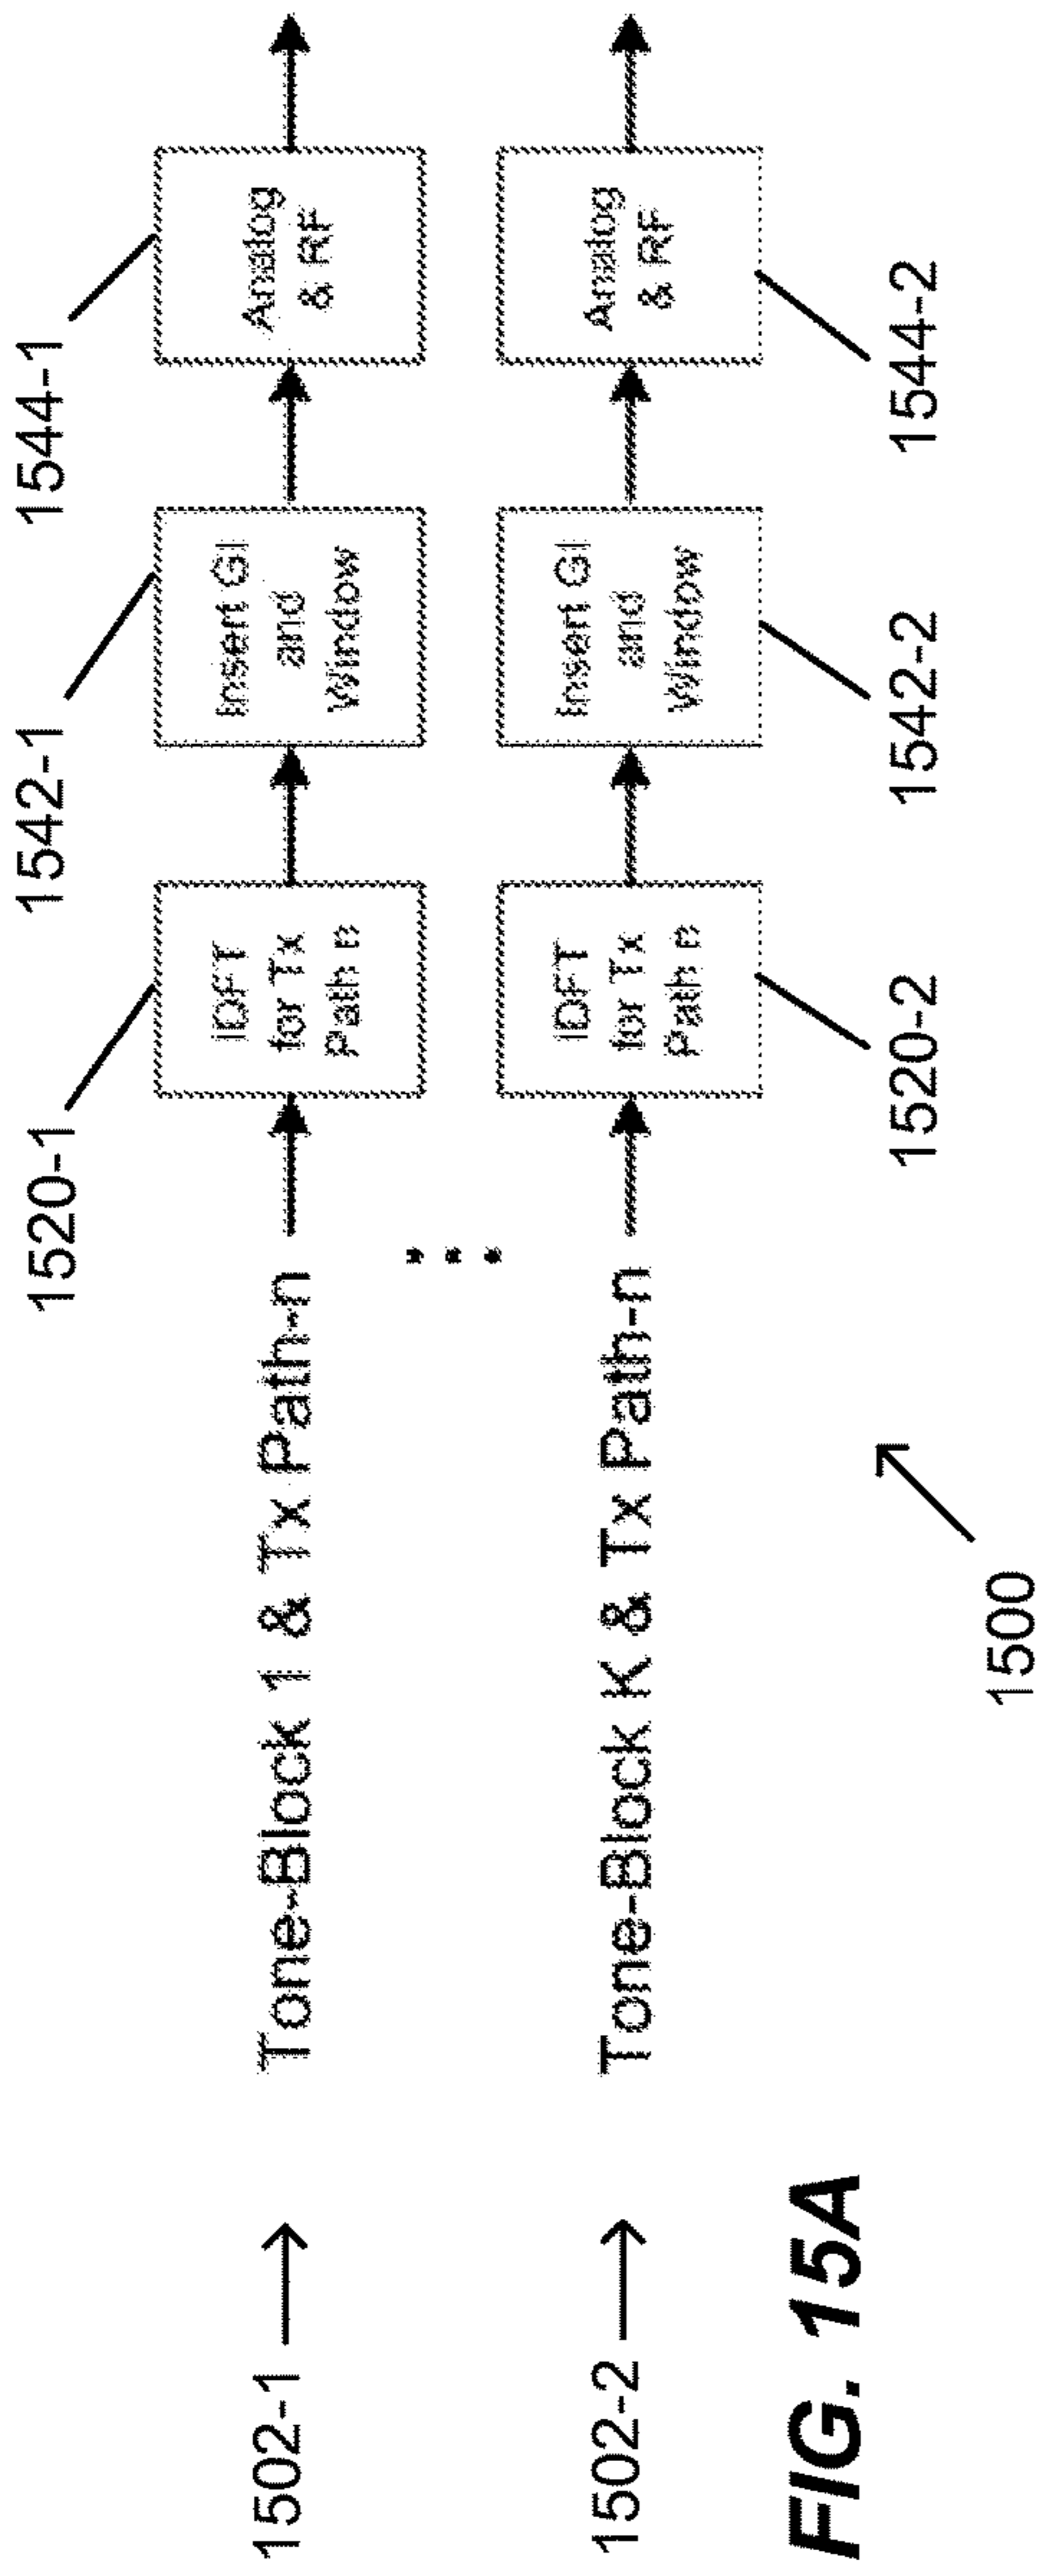 1520-1
1542-1
1544-1
1502-1
Tone-Block 1 & Tx Path-n
IDFT
for Tx
Path n
Insert GI
and
Window
Analog
& RF
1502-2
Tone-Block K & Tx Path-n
IDFT
for Tx
Path n
Insert GI
and
Window
Analog
& RF
1520-2
1542-2
1544-2
1500
FIG. 15A